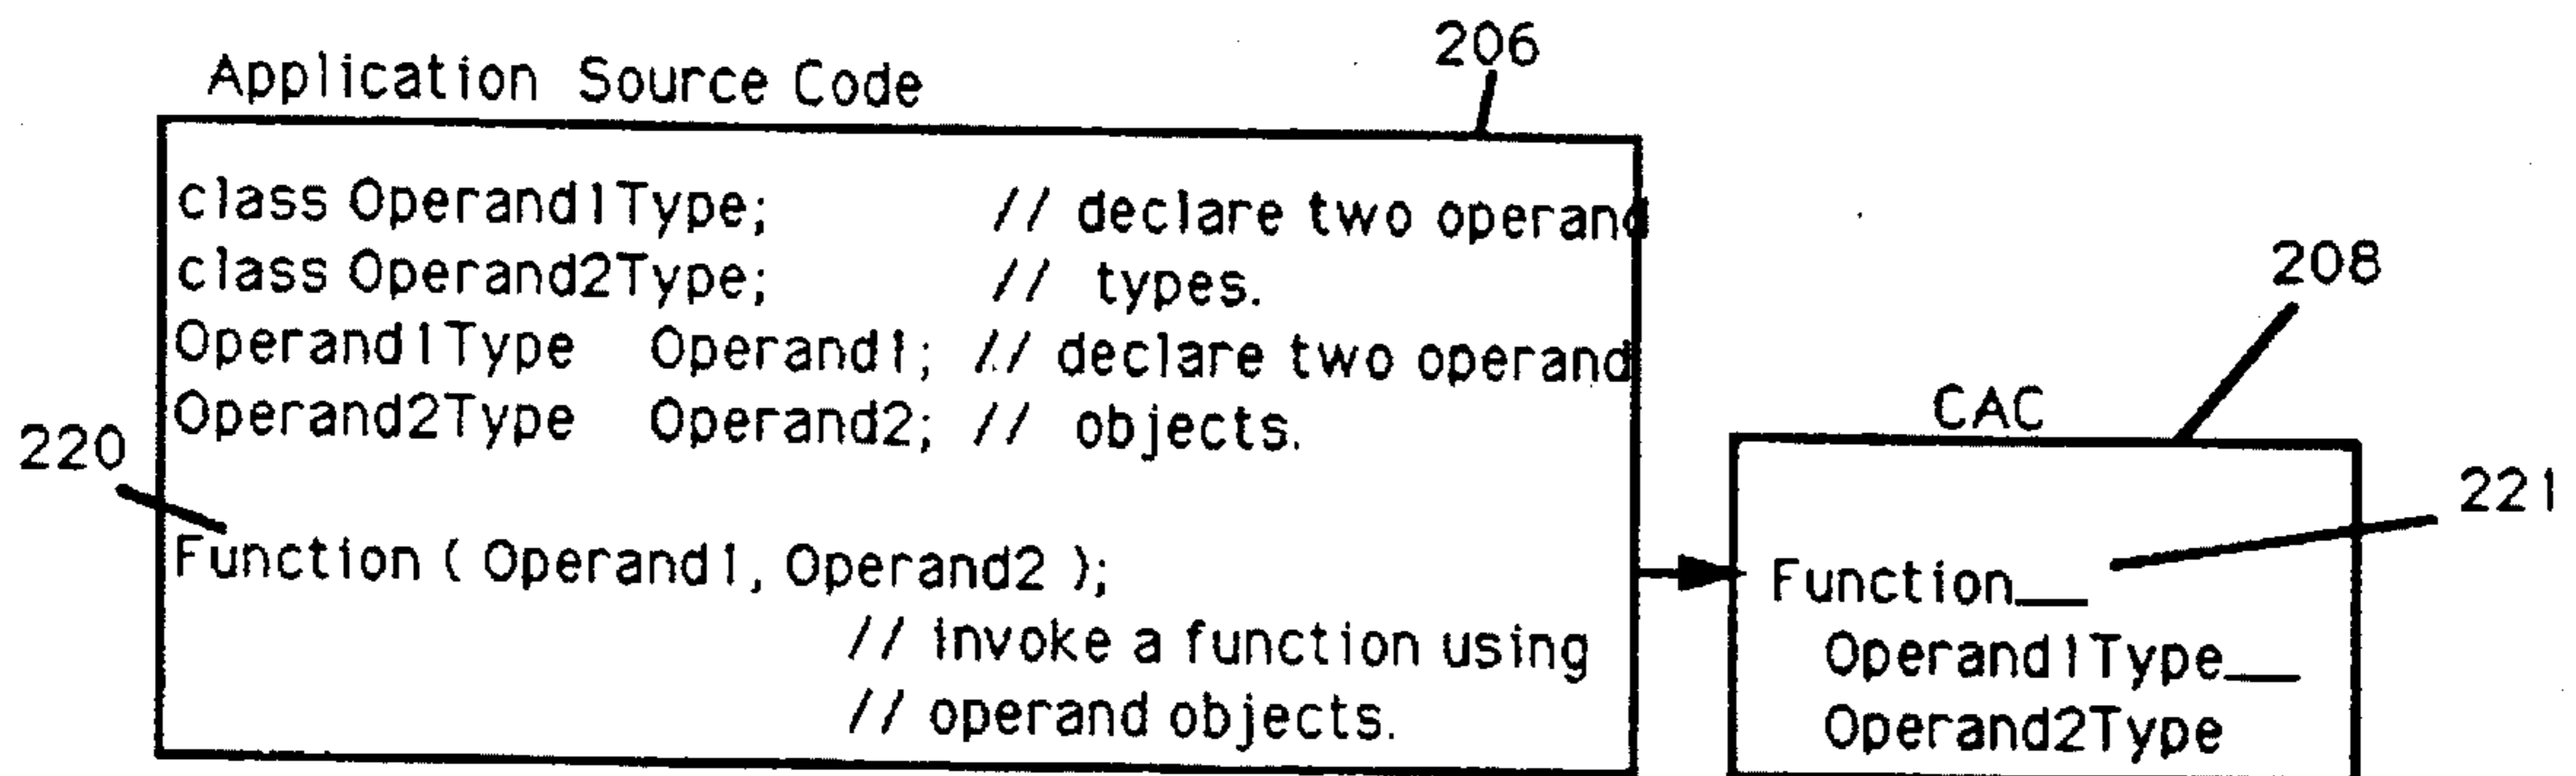 206
Application Source Code
class Operand1Type; // declare two operand
class Operand2Type; // types.
Operand1Type Operand1; // declare two operand
Operand2Type Operand2; // objects.
220
Function ( Operand1, Operand2 );
// invoke a function using
// operand objects.
208
CAC
221
Function__
Operand1Type__
Operand2Type